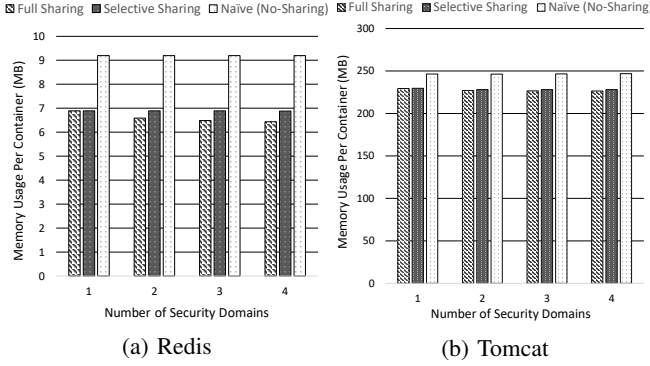 Full Sharing Selective Sharing Naïve (No-Sharing)
Memory Usage Per Container (MB)
10
9
8
7
6
5
4
3
2
1
0
1 2 3 4
Number of Security Domains
(a) Redis
Full Sharing Selective Sharing Naïve (No-Sharing)
Memory Usage Per Container (MB)
300
250
200
150
100
50
0
1 2 3 4
Number of Security Domains
(b) Tomcat